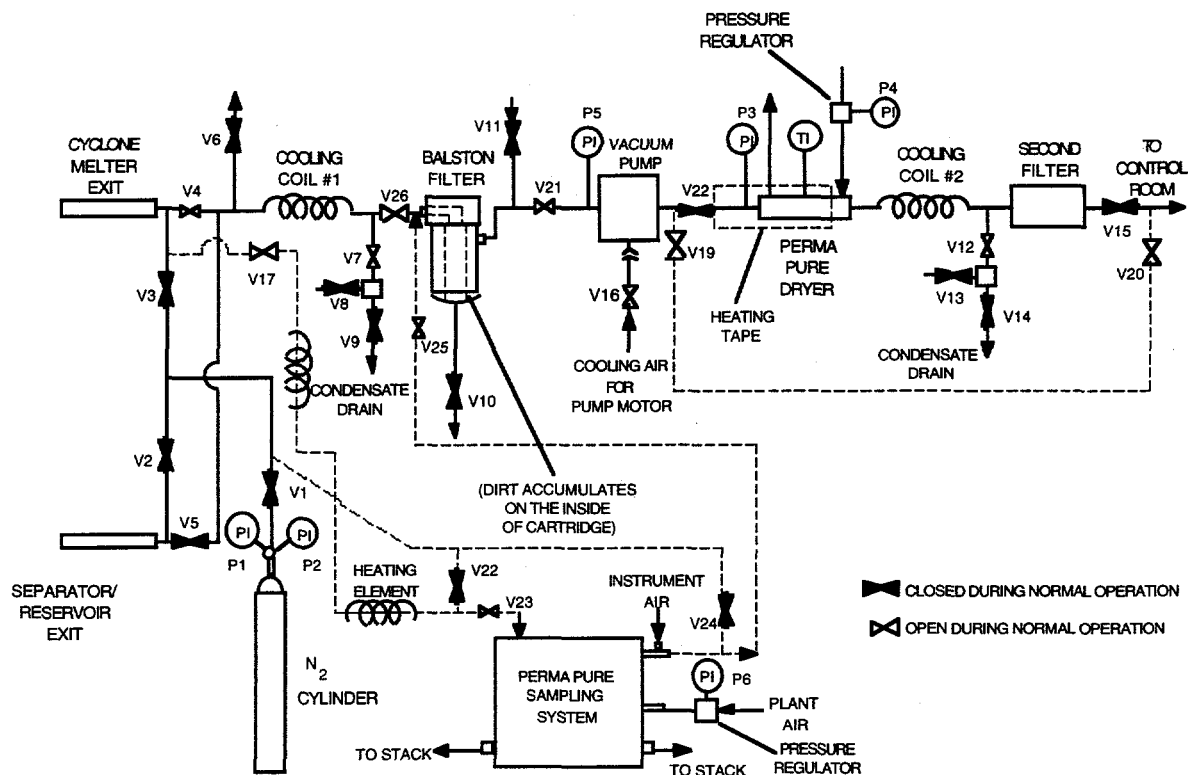 PRESSURE
REGULATOR
P4
PI
V6
V11
P5
PI
VACUUM
PUMP
P3
PI
TI
CYCLONE
MELTER
EXIT
V4
COOLING
COIL #1
V26
BALSTON
FILTER
V21
V22
COOLING
COIL #2
SECOND
FILTER
TO
CONTROL
ROOM
V17
V7
V19
V12
V15
V3
V8
V16
PERMA
PURE
DRYER
V13
V20
V9
V25
HEATING
TAPE
V14
CONDENSATE
DRAIN
V10
COOLING AIR
FOR
PUMP MOTOR
CONDENSATE
DRAIN
V2
V1
(DIRT ACCUMULATES
ON THE INSIDE
OF CARTRIDGE)
V5
PI
PI
P1
P2
SEPARATOR/
RESERVOIR
EXIT
HEATING
ELEMENT
V22
V23
INSTRUMENT
AIR
V24
CLOSED DURING NORMAL OPERATION
OPEN DURING NORMAL OPERATION
N2
CYLINDER
PERMA PURE
SAMPLING
SYSTEM
PI
P6
PLANT
AIR
PRESSURE
REGULATOR
TO STACK
TO STACK